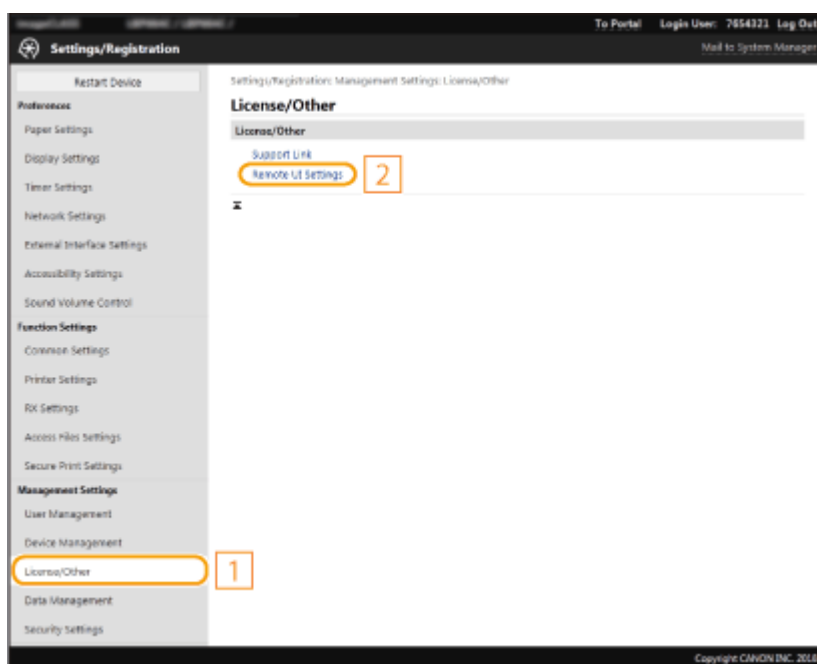 To Portal Login User: 7654321 Log Out
Settings/Registration
Mail to System Manager
Restart Device
Preferences
Paper Settings
Display Settings
Timer Settings
Network Settings
External Interface Settings
Accessibility Settings
Sound Volume Control
Function Settings
Common Settings
Printer Settings
RX Settings
Access Files Settings
Secure Print Settings
Management Settings
User Management
Device Management
License/Other
1
Data Management
Security Settings
Settings/Registration: Management Settings: License/Other
License/Other
License/Other
Support Link
Remote UI Settings
2
Copyright CANON INC. 2018